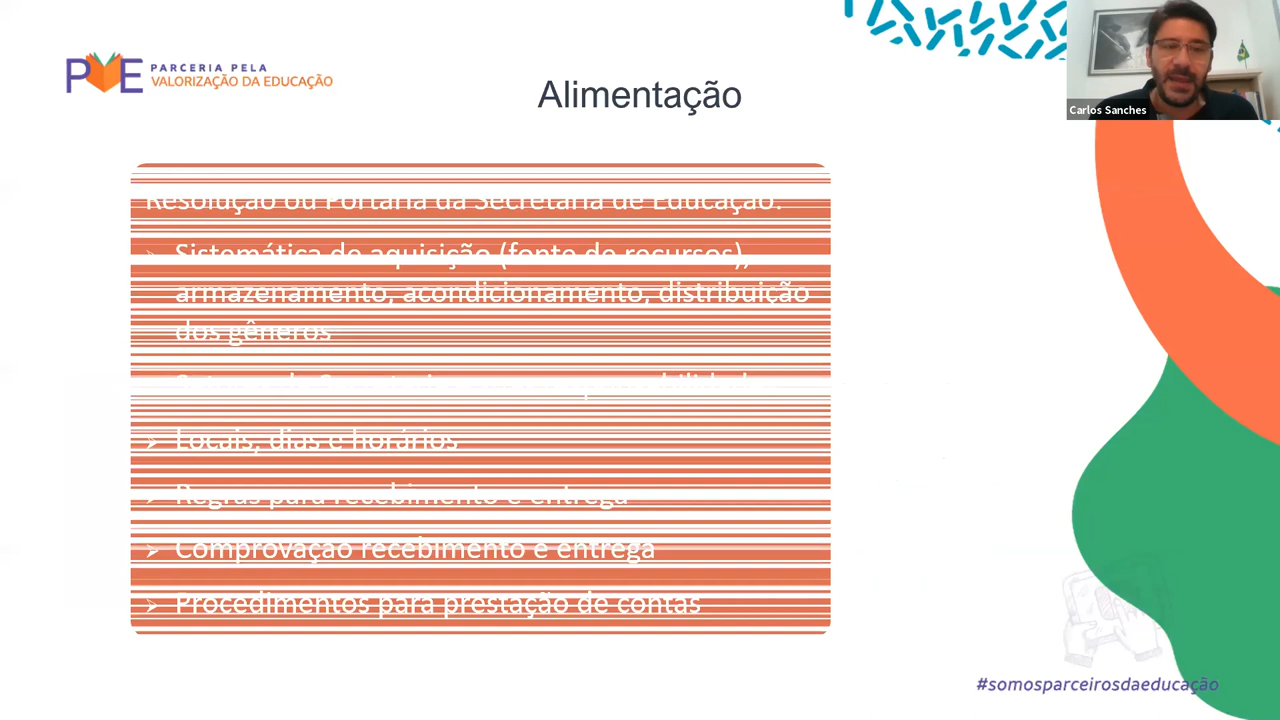 PVE PARCERIA PELA
VALORIZAÇÃO DA EDUCAÇÃO
Alimentação
Carlos Sanches
Resolução ou Portaria da Secretaria de Educação:
➢ Sistemática de aquisição (fonte de recursos),
armazenamento, acondicionamento, distribuição
dos gêneros
➢ Locais, dias e horários
➢ Regras para recebimento e entrega
➢ Comprovação recebimento e entrega
➢ Procedimentos para prestação de contas
#somosparceirosdaeducação